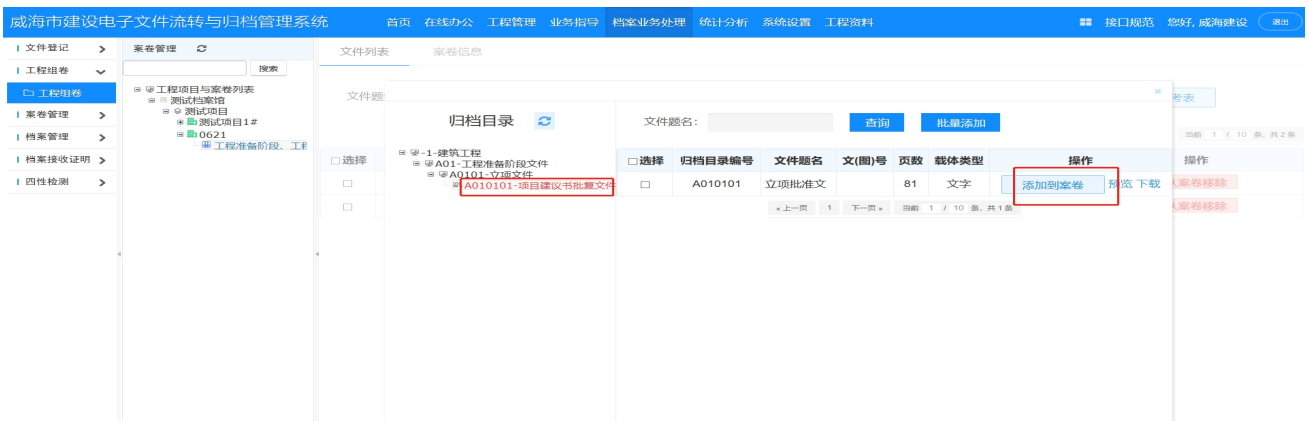 威海市建设电子文件流转与归档管理系统 首页 在线办公 工程管理 业务指导 档案业务处理 统计分析 系统设置 工程资料 接口规范 您好, 威海建设 退出
文件登记
工程组卷
工程组卷
案卷管理
档案管理
档案接收证明
四性检测
案卷管理
搜索
工程项目与案卷列表
测试档案馆
测试项目
测试项目1#
0621
工程准备阶段、工程
文件列表 案卷信息
文件题
考表
当前 1 / 10 条, 共2条
选择 操作
从案卷移除
从案卷移除
归档目录
-1-建筑工程
A01-工程准备阶段文件
A0101-立项文件
A010101-项目建议书批复文件
文件题名: 查询 批量添加
选择 归档目录编号 文件题名 文(图)号 页数 载体类型 操作
A010101 立项批准文 81 文字 添加到案卷 预览 下载
«上一页 1 下一页» 当前 1 / 10 条, 共1条